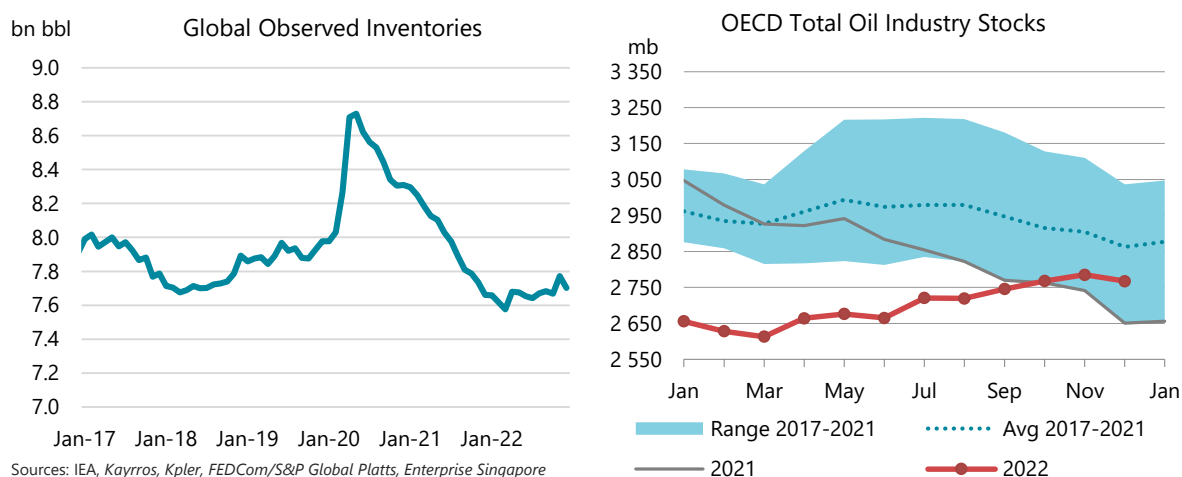 Global Observed Inventories
bn bbl
9.0
8.8
8.6
8.4
8.2
8.0
7.8
7.6
7.4
7.2
7.0
Jan-17 Jan-18 Jan-19 Jan-20 Jan-21 Jan-22
Sources: IEA, Kayrros, Kpler, FEDCom/S&P Global Platts, Enterprise Singapore
OECD Total Oil Industry Stocks
mb
3 350
3 250
3 150
3 050
2 950
2 850
2 750
2 650
2 550
Jan Mar May Jul Sep Nov Jan
Range 2017-2021 Avg 2017-2021
2021 2022